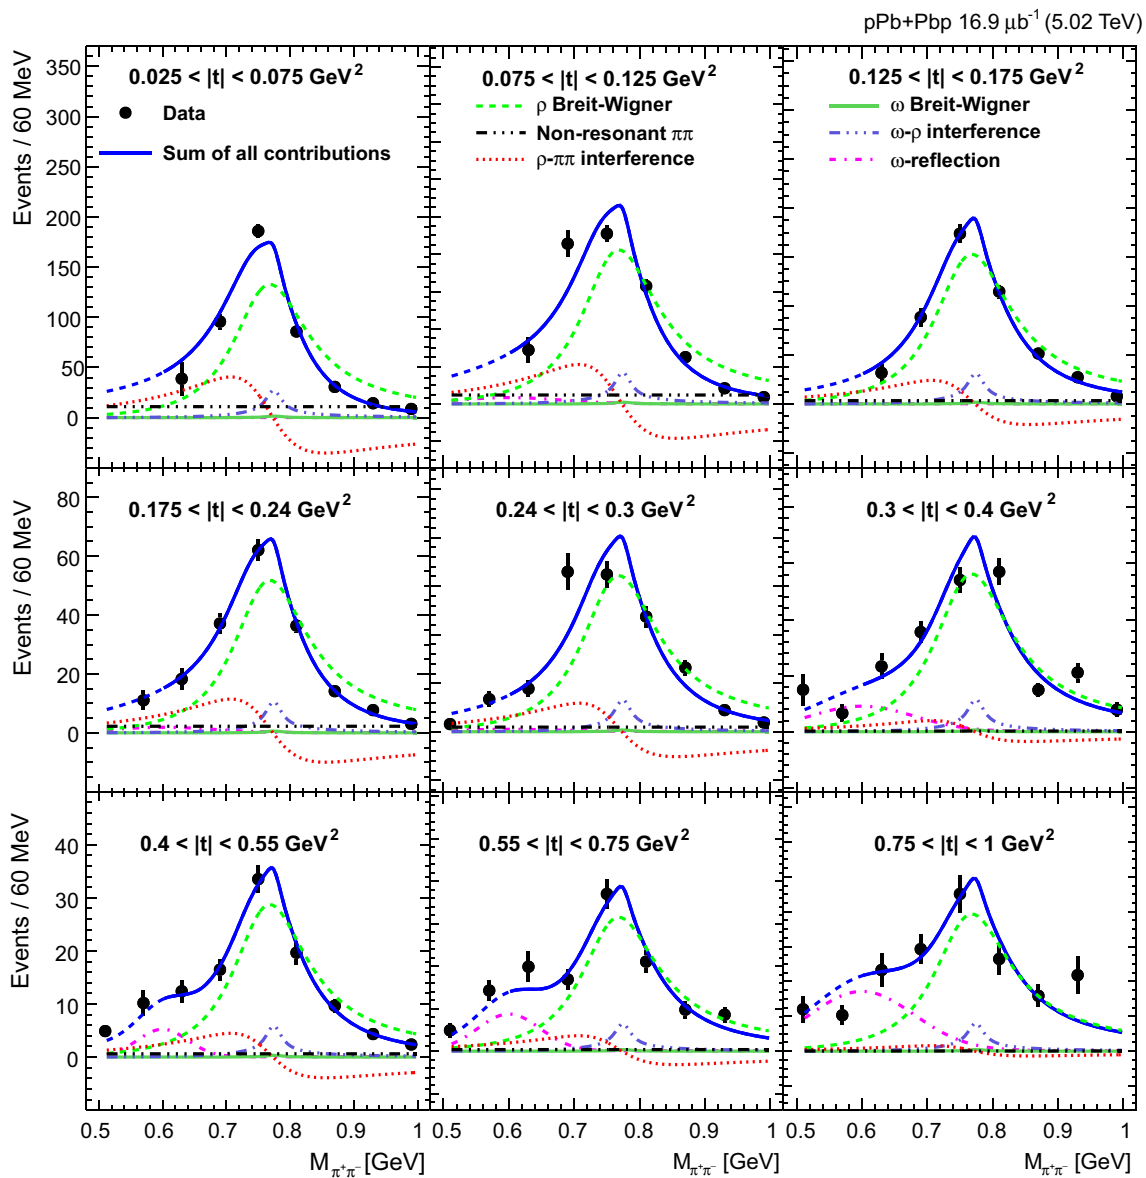 pPb+Pbp 16.9 μb⁻¹ (5.02 TeV)
Events / 60 MeV
350
300
250
200
150
100
50
0
0.025 < |t| < 0.075 GeV²
Data
Sum of all contributions
0.075 < |t| < 0.125 GeV²
ρ Breit-Wigner
Non-resonant ππ
ρ-ππ interference
0.125 < |t| < 0.175 GeV²
ω Breit-Wigner
ω-ρ interference
ω-reflection
Events / 60 MeV
80
60
40
20
0
0.175 < |t| < 0.24 GeV²
0.24 < |t| < 0.3 GeV²
0.3 < |t| < 0.4 GeV²
Events / 60 MeV
40
30
20
10
0
0.4 < |t| < 0.55 GeV²
0.55 < |t| < 0.75 GeV²
0.75 < |t| < 1 GeV²
0.5 0.6 0.7 0.8 0.9 1 0.5 0.6 0.7 0.8 0.9 1 0.5 0.6 0.7 0.8 0.9 1
M_π⁺π⁻ [GeV] M_π⁺π⁻ [GeV] M_π⁺π⁻ [GeV]